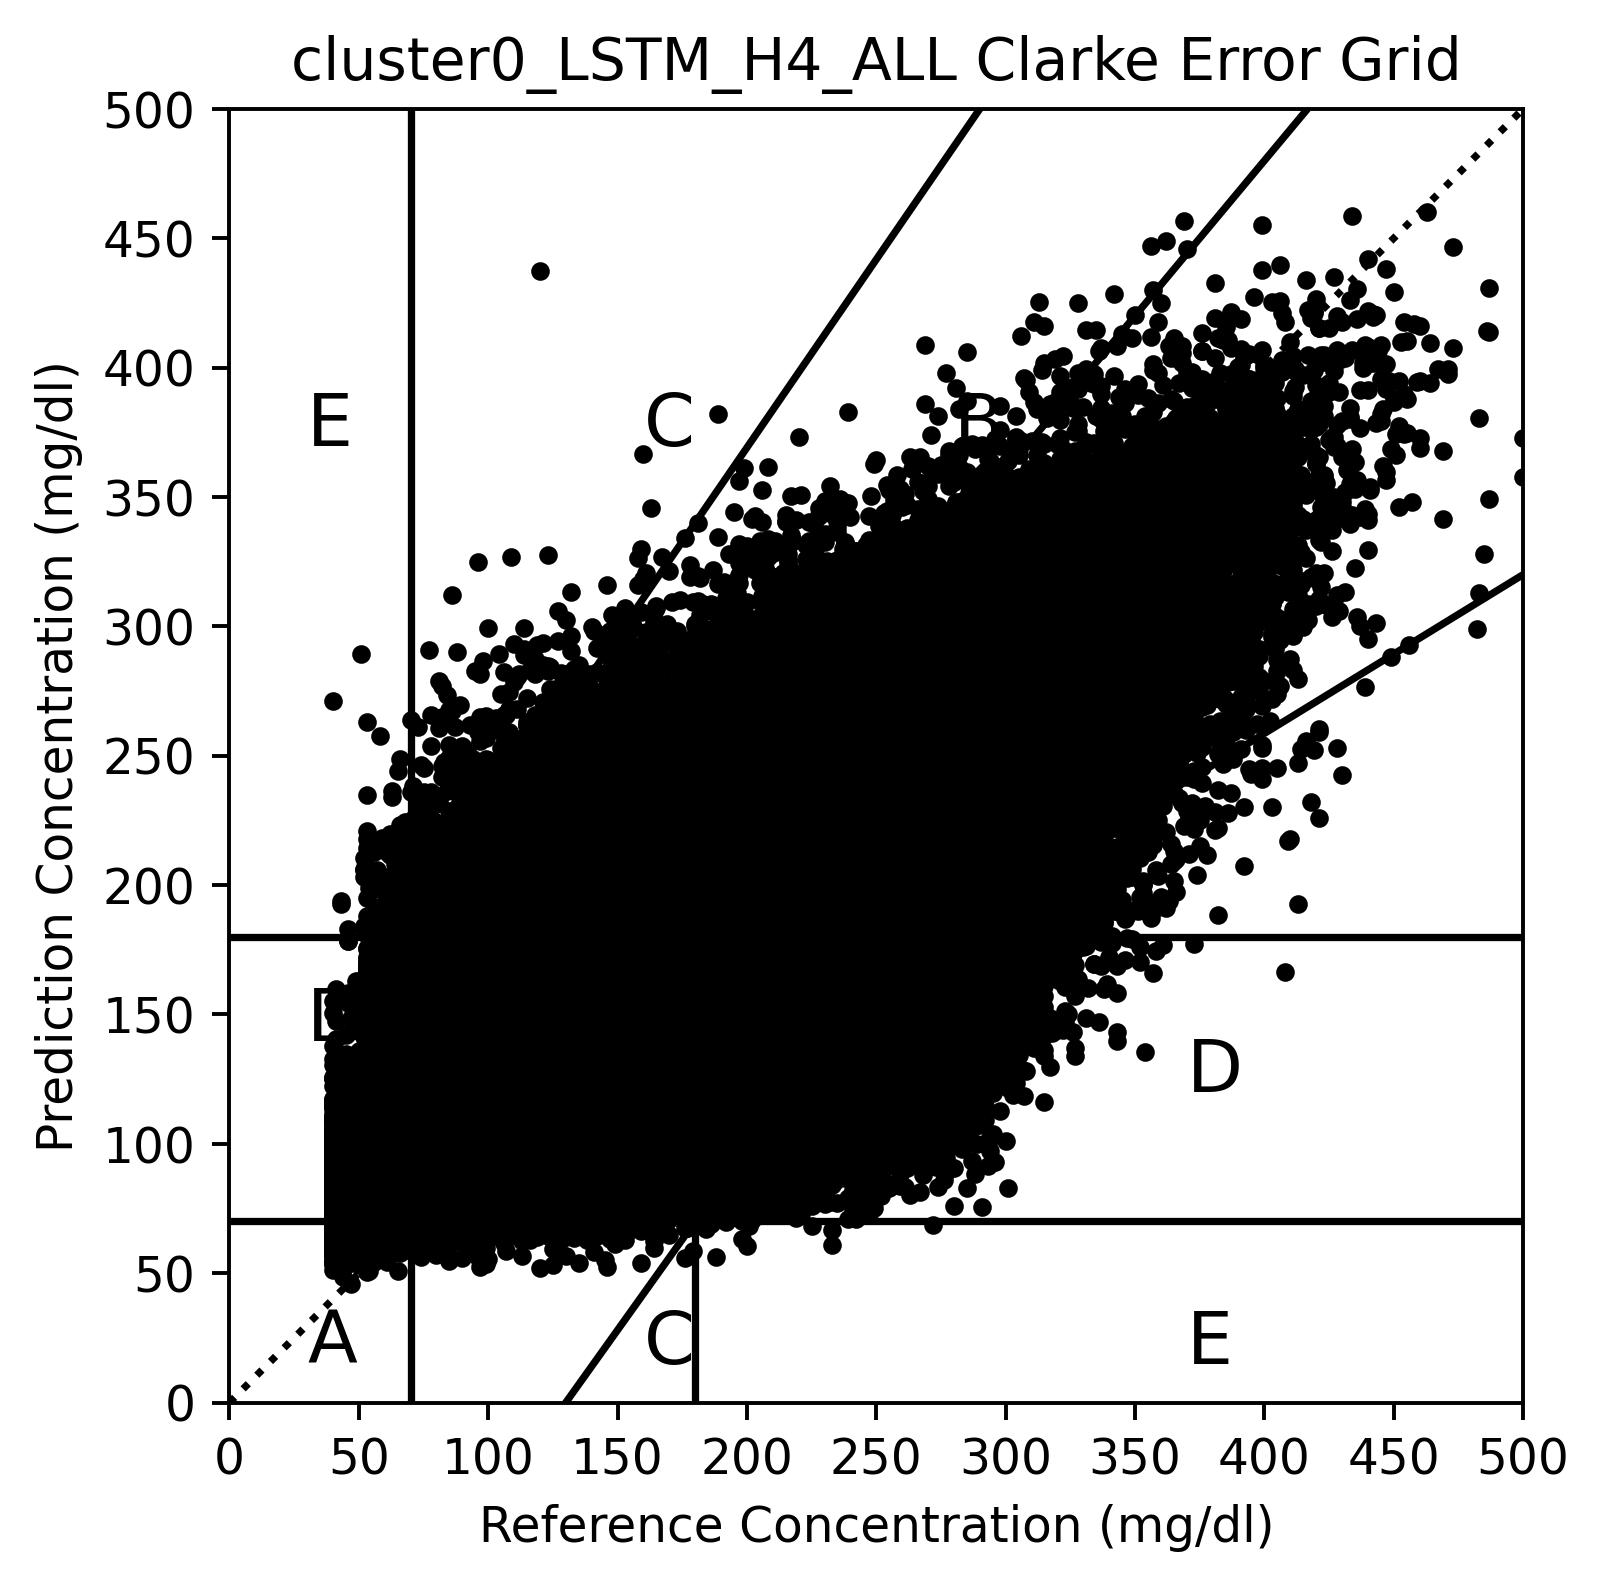 cluster0_LSTM_H4_ALL Clarke Error Grid
500
450
400
350
300
250
200
150
100
50
0
Prediction Concentration (mg/dl)
E
C
B
D
A
C
E
0
50
100
150
200
250
300
350
400
450
500
Reference Concentration (mg/dl)